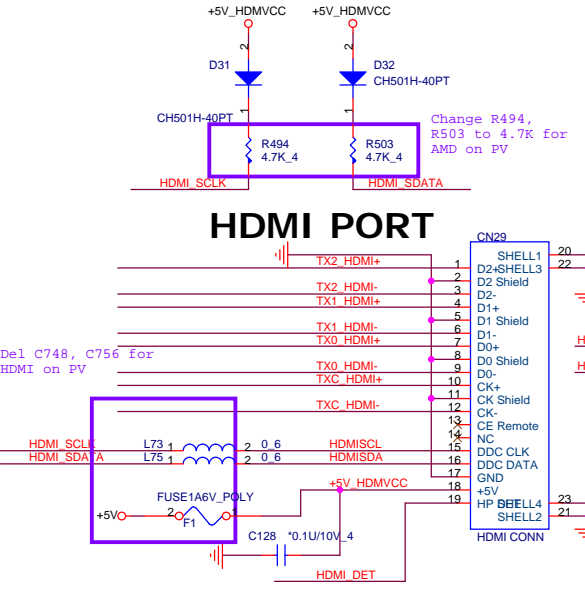 +5V_HDMVCC +5V_HDMVCC
2 2
D31 D32
CH501H-40PT
CH501H-40PT
1 1
R494 R503
4.7K_4 4.7K_4
Change R494,
R503 to 4.7K for
AMD on PV
HDMI_SCLK HDMI_SDATA
HDMI PORT
CN29
SHELL1 20
TX2_HDMI+ 1 D2+ SHELL3 22
2 D2 Shield
TX2_HDMI- 3 D2-
TX1_HDMI+ 4 D1+
5 D1 Shield
TX1_HDMI- 6 D1-
TX0_HDMI+ 7 D0+
8 D0 Shield
TX0_HDMI- 9 D0-
TXC_HDMI+ 10 CK+
11 CK Shield
TXC_HDMI- 12 CK-
13 CE Remote
14 NC
Del C748, C756 for
HDMI on PV
HDMI_SCLK L73 1 2 0_6 HDMISCL 15 DDC CLK
HDMI_SDATA L75 1 2 0_6 HDMISDA 16 DDC DATA
17 GND
+5V_HDMVCC 18 +5V
19 HP DET SHELL4 23
SHELL2 21
HDMI CONN
FUSE1A6V_POLY
+5V 2 1
F1
C128 *0.1U/10V_4
HDMI_DET
H
H